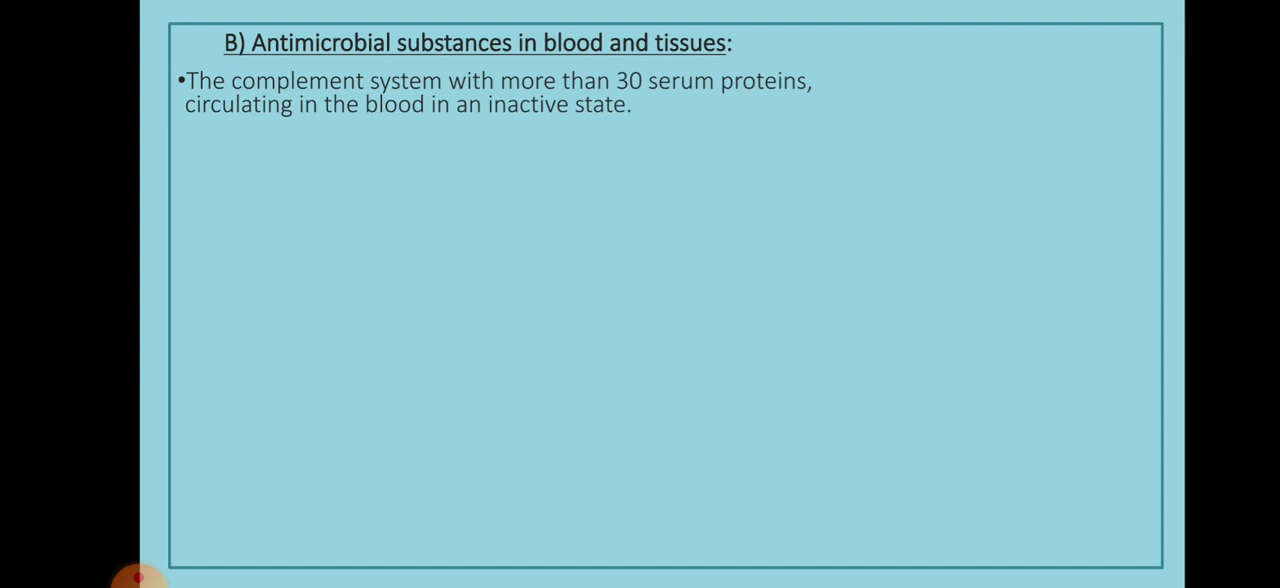 B) Antimicrobial substances in blood and tissues:
•The complement system with more than 30 serum proteins,
circulating in the blood in an inactive state.